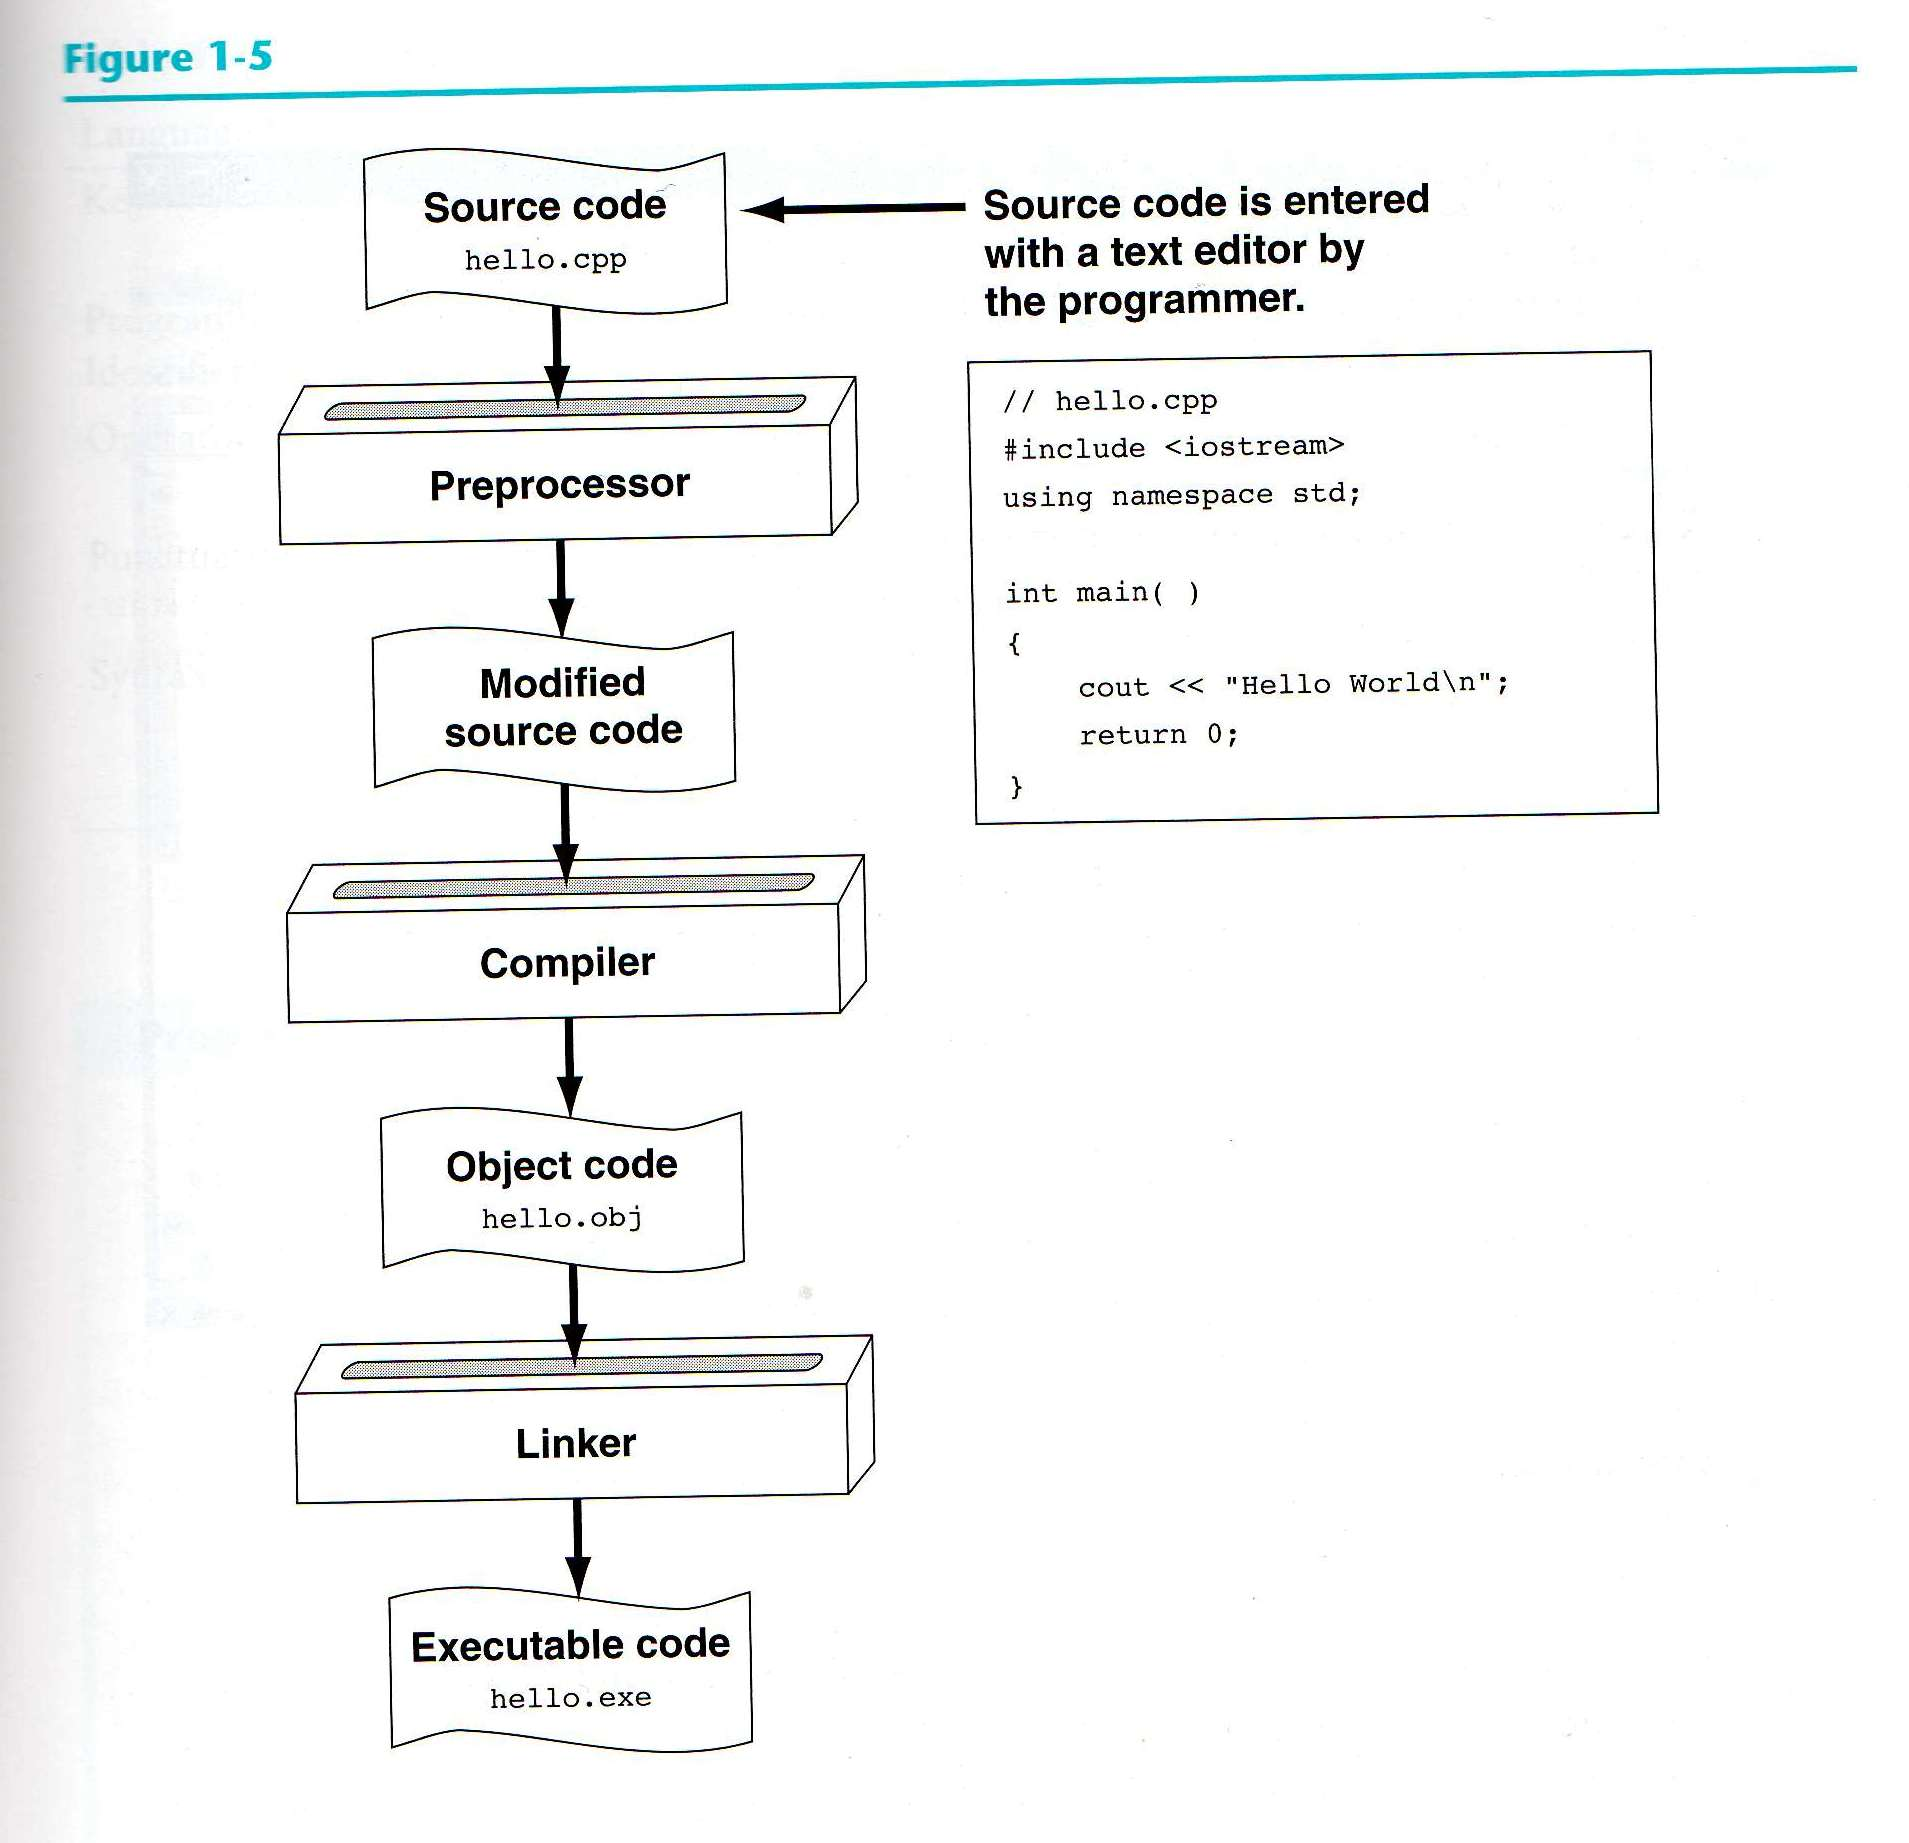 Figure 1-5
Source code
hello.cpp
Source code is entered
with a text editor by
the programmer.
Preprocessor
// hello.cpp
#include <iostream>
using namespace std;
int main( )
{
cout << "Hello World\n";
return 0;
}
Modified
source code
Compiler
Object code
hello.obj
Linker
Executable code
hello.exe